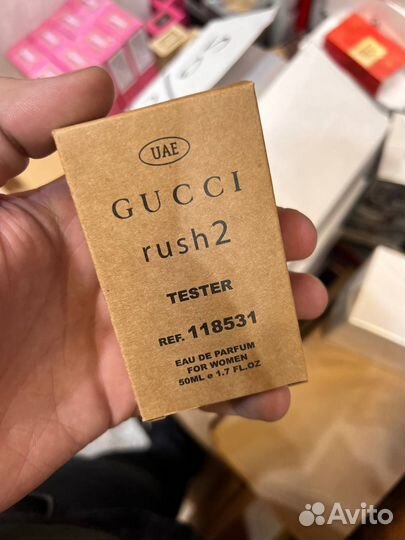 UAE
GUCCI
rush2
TESTER
REF. 118531
EAU DE PARFUM
FOR WOMEN
50ML e 1.7 FL.OZ
Avito